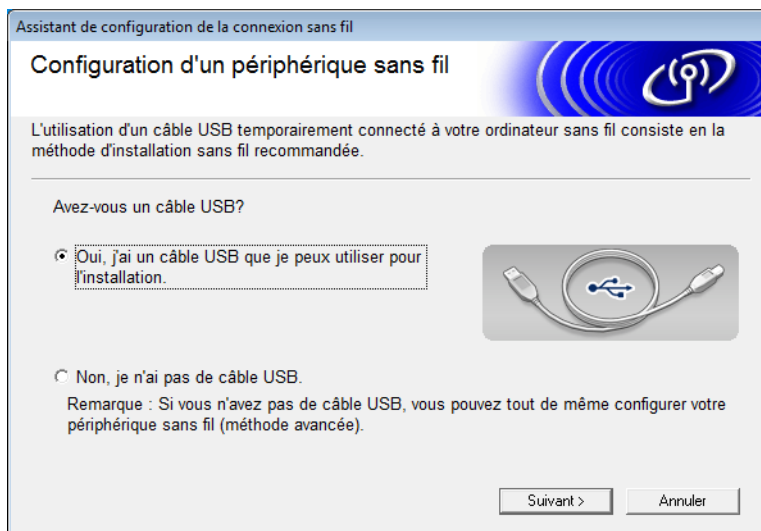 Assistant de configuration de la connexion sans fil
Configuration d'un périphérique sans fil
L'utilisation d'un câble USB temporairement connecté à votre ordinateur sans fil consiste en la
méthode d'installation sans fil recommandée.
Avez-vous un câble USB?
Oui, j'ai un câble USB que je peux utiliser pour
l'installation.
Non, je n'ai pas de câble USB.
Remarque : Si vous n'avez pas de câble USB, vous pouvez tout de même configurer votre
périphérique sans fil (méthode avancée).
Suivant > Annuler